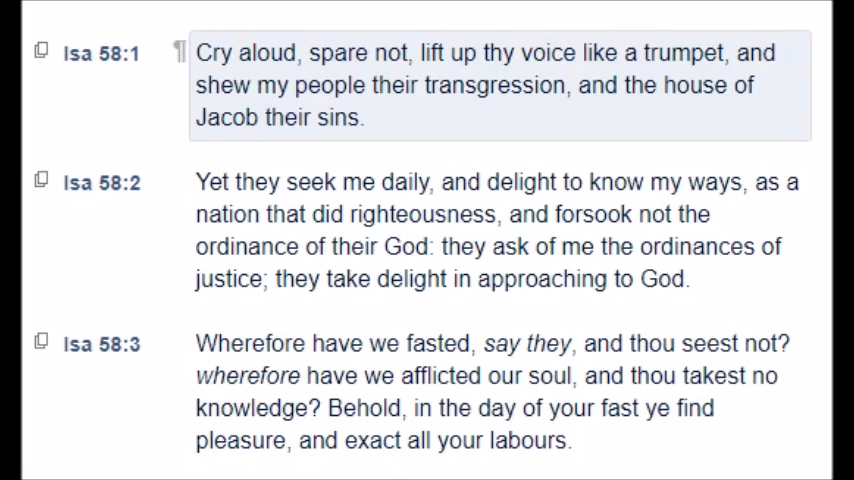 Isa 58:1 ¶ Cry aloud, spare not, lift up thy voice like a trumpet, and
shew my people their transgression, and the house of
Jacob their sins.
Isa 58:2 Yet they seek me daily, and delight to know my ways, as a
nation that did righteousness, and forsook not the
ordinance of their God: they ask of me the ordinances of
justice; they take delight in approaching to God.
Isa 58:3 Wherefore have we fasted, say they, and thou seest not?
wherefore have we afflicted our soul, and thou takest no
knowledge? Behold, in the day of your fast ye find
pleasure, and exact all your labours.